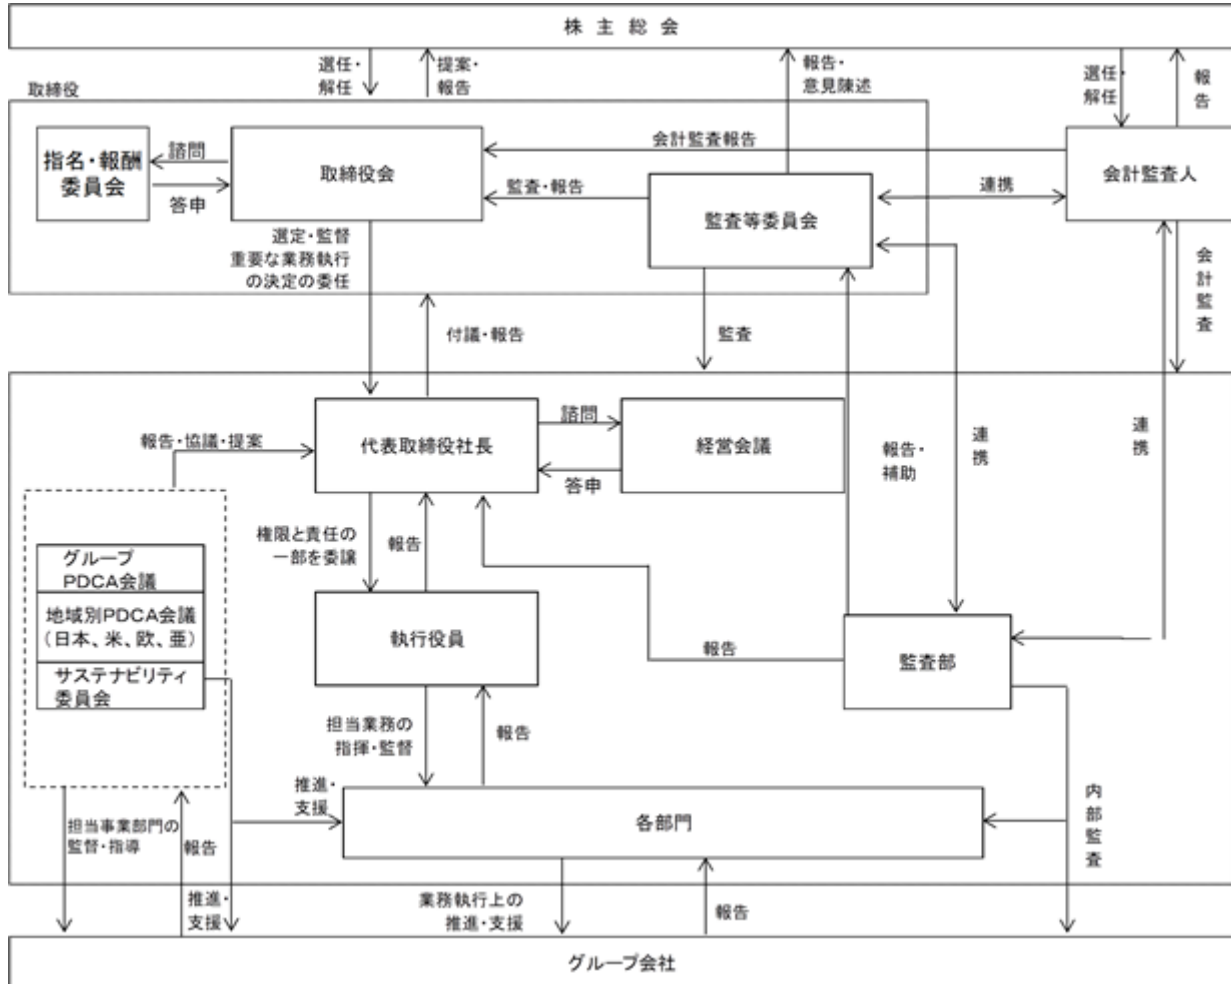 株 主 総 会
選任・
解任
提案・
報告
報告・
意見陳述
選任・
解任
報告
取締役
指名・報酬
委員会
諮問
答申
取締役会
会計監査報告
監査・報告
監査等委員会
連携
会計監査人
選定・監督
重要な業務執行
の決定の委任
付議・報告
監査
会計監査
報告・協議・提案
代表取締役社長
諮問
答申
経営会議
報告・
補助
連携
連携
権限と責任の
一部を委譲
報告
グループ
PDCA会議
地域別PDCA会議
(日本、米、欧、亜)
サステナビリティ
委員会
執行役員
報告
監査部
担当業務の
指揮・監督
報告
推進・
支援
各部門
内部監査
担当事業部門の
監督・指導
報告
推進・
支援
業務執行上の
推進・支援
報告
グループ会社